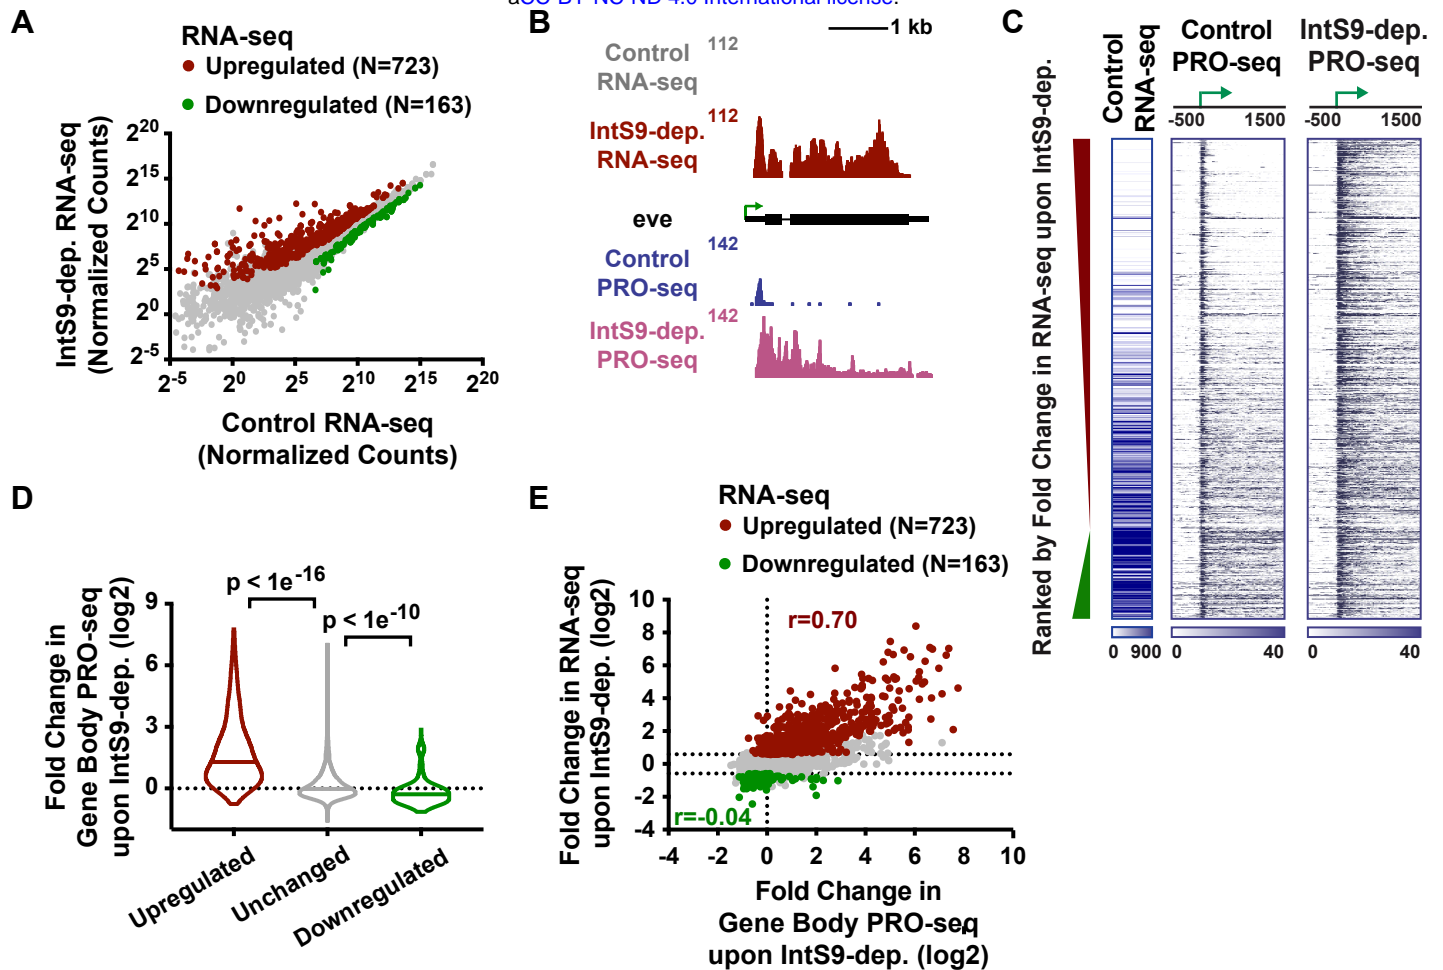 aCC-BY-NC-ND 4.0 International license.
A
RNA-seq
Upregulated (N=723)
Downregulated (N=163)
IntS9-dep. RNA-seq
(Normalized Counts)
2^20
2^15
2^10
2^5
2^0
2^-5
2^-5 2^0 2^5 2^10 2^15 2^20
Control RNA-seq
(Normalized Counts)
B
1 kb
Control
RNA-seq
112
IntS9-dep.
RNA-seq
112
eve
Control
PRO-seq
142
IntS9-dep.
PRO-seq
142
C
Ranked by Fold Change in RNA-seq upon IntS9-dep.
Control
RNA-seq
Control
PRO-seq
IntS9-dep.
PRO-seq
-500 1500
-500 1500
0 900
0 40
0 40
D
Fold Change in
Gene Body PRO-seq
upon IntS9-dep. (log2)
9
6
3
0
p < 1e^-16
p < 1e^-10
Upregulated
Unchanged
Downregulated
E
RNA-seq
Upregulated (N=723)
Downregulated (N=163)
Fold Change in RNA-seq
upon IntS9-dep. (log2)
10
8
6
4
2
0
-2
-4
r=0.70
r=-0.04
-4 -2 0 2 4 6 8 10
Fold Change in
Gene Body PRO-seq
upon IntS9-dep. (log2)